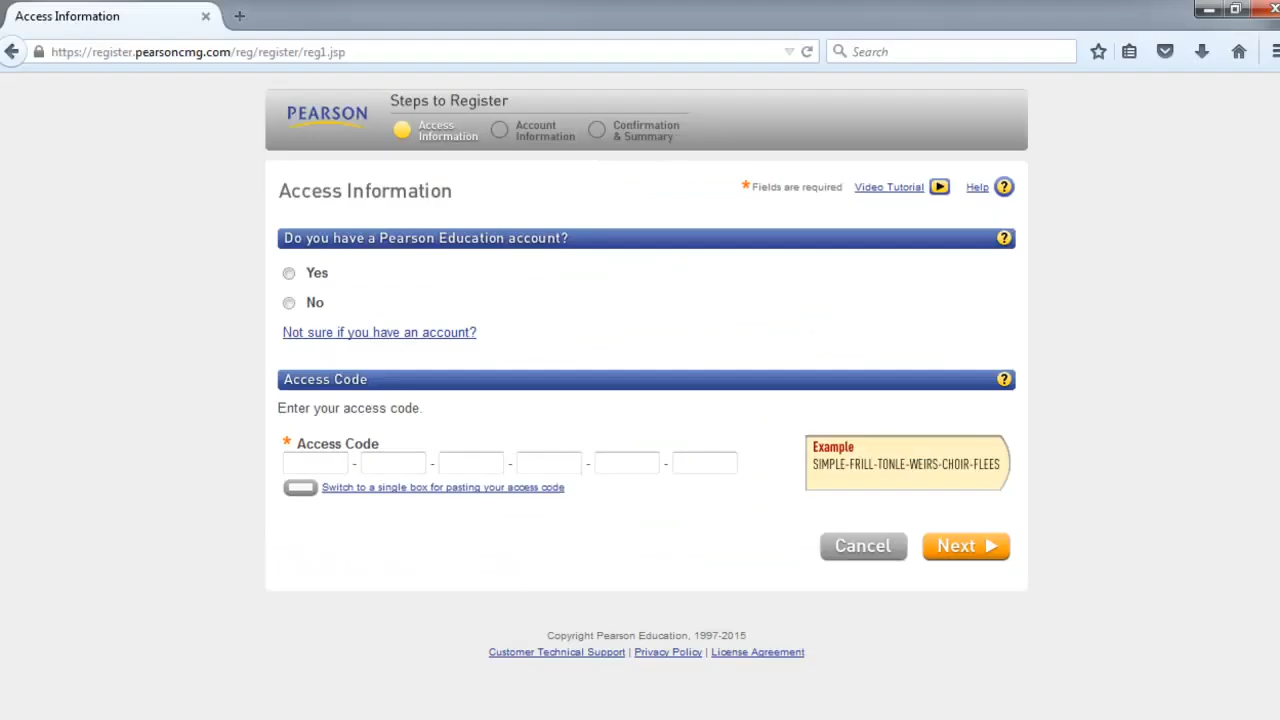 Access Information
https://register.pearsoncmg.com/reg/register/reg1.jsp
Search
PEARSON
Steps to Register
Access Information
Account Information
Confirmation & Summary
Access Information
* Fields are required
Video Tutorial
Help ?
Do you have a Pearson Education account? ?
Yes
No
Not sure if you have an account?
Access Code ?
Enter your access code.
* Access Code
- - - - -
Switch to a single box for pasting your access code
Example
SIMPLE-FRILL-TONLE-WEIRS-CHOIR-FLEES
Cancel
Next
Copyright Pearson Education, 1997-2015
Customer Technical Support | Privacy Policy | License Agreement